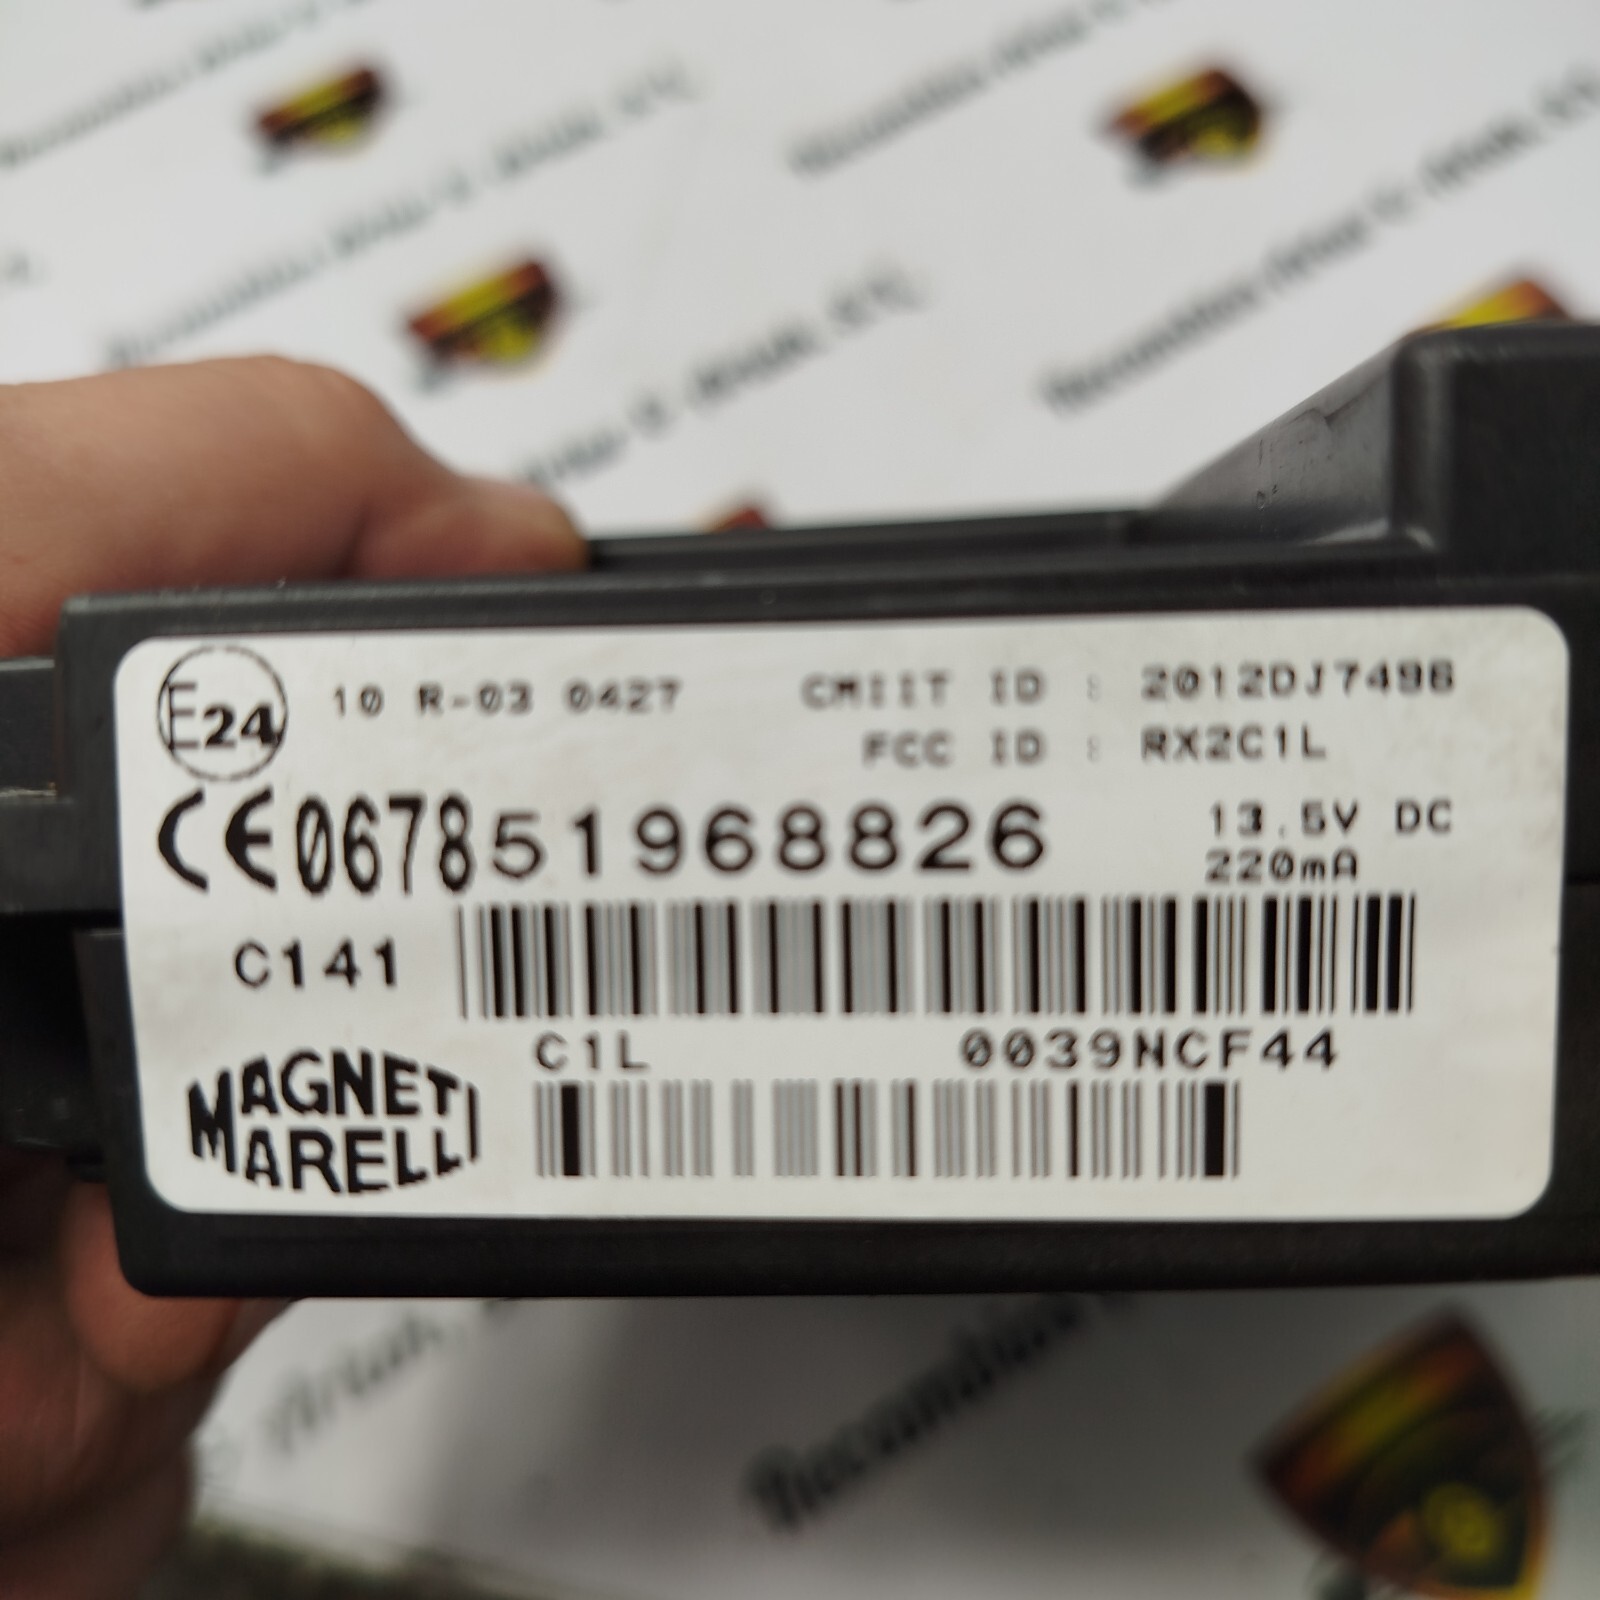 E24 10 R-03 0427 CMIIT ID : 2012DJ7496
FCC ID : RX2C1L
CE0678 51968826 13.5V DC
220mA
C141
C1L 0039NCF44
MAGNETI
MARELLI